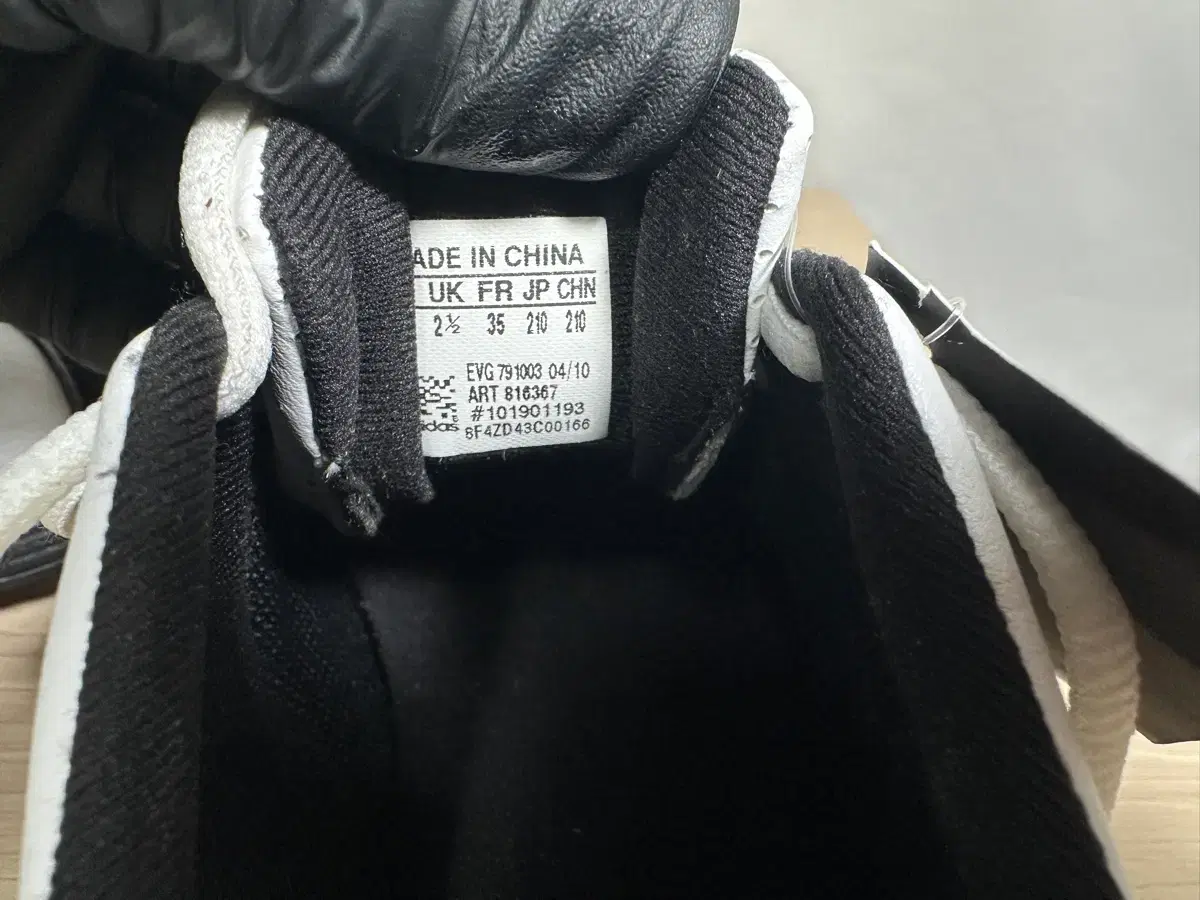 ADE IN CHINA
UK FR JP CHN
2½ 35 210 210
EVG 791003 04/10
ART 816367
#101901193
idas 8F4ZD43C00166